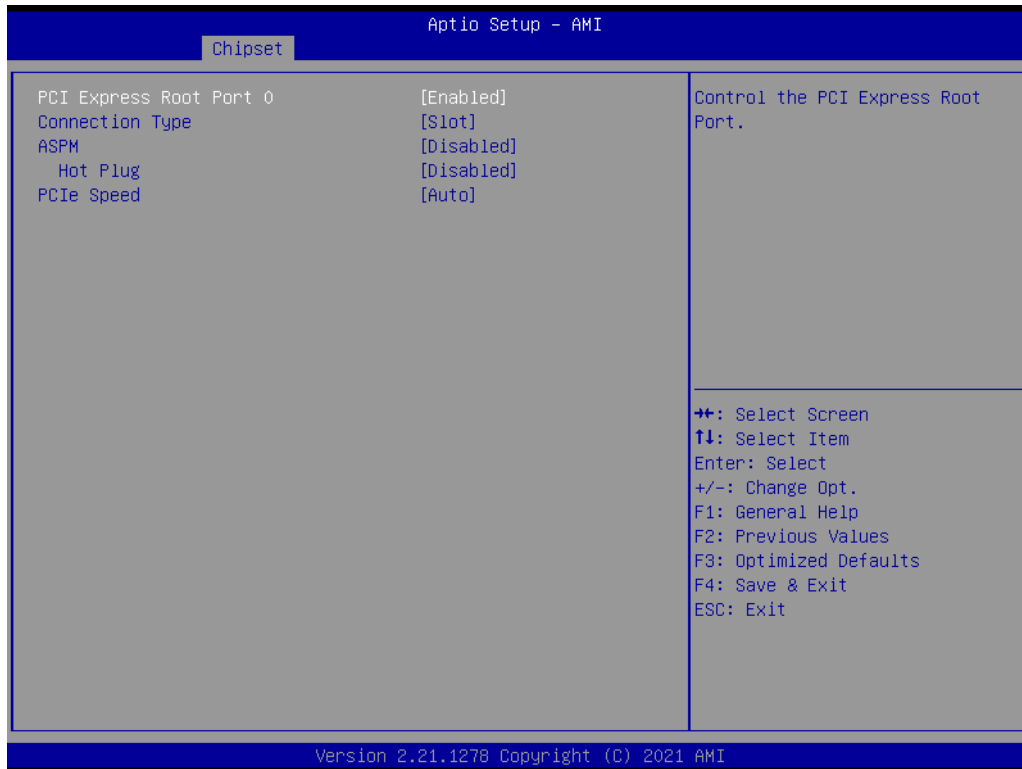 Aptio Setup - AMI
Chipset
PCI Express Root Port 0 [Enabled]
Connection Type [Slot]
ASPM [Disabled]
Hot Plug [Disabled]
PCIe Speed [Auto]
Control the PCI Express Root
Port.
→←: Select Screen
↑↓: Select Item
Enter: Select
+/-: Change Opt.
F1: General Help
F2: Previous Values
F3: Optimized Defaults
F4: Save & Exit
ESC: Exit
Version 2.21.1278 Copyright (C) 2021 AMI